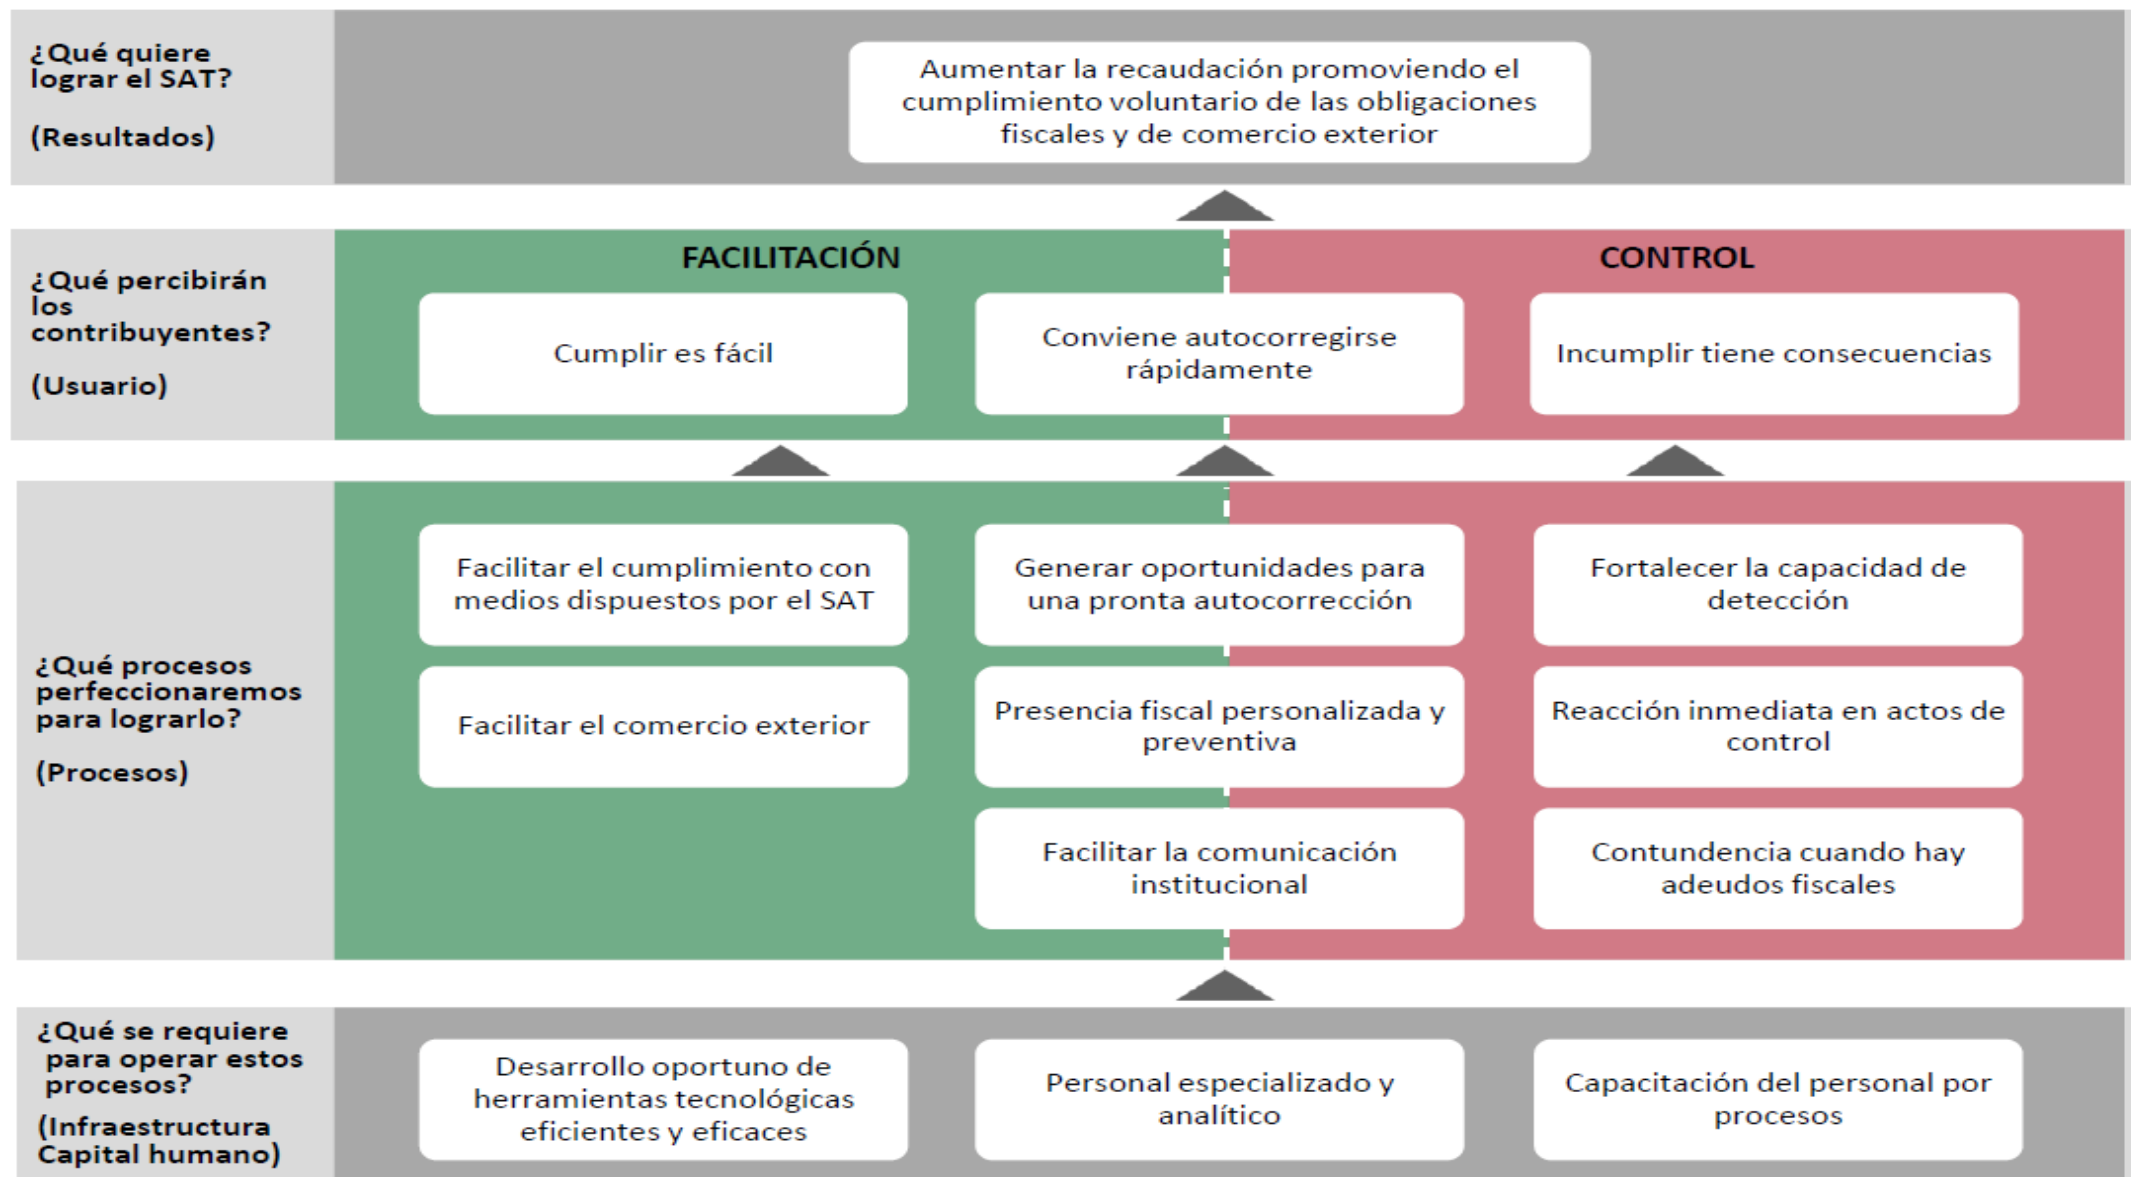 ¿Qué quiere
lograr el SAT?
(Resultados)
Aumentar la recaudación promoviendo el
cumplimiento voluntario de las obligaciones
fiscales y de comercio exterior
¿Qué percibirán
los
contribuyentes?
(Usuario)
FACILITACIÓN
CONTROL
Cumplir es fácil
Conviene autocorregirse
rápidamente
Incumplir tiene consecuencias
¿Qué procesos
perfeccionaremos
para lograrlo?
(Procesos)
Facilitar el cumplimiento con
medios dispuestos por el SAT
Generar oportunidades para
una pronta autocorrección
Fortalecer la capacidad de
detección
Facilitar el comercio exterior
Presencia fiscal personalizada y
preventiva
Reacción inmediata en actos de
control
Facilitar la comunicación
institucional
Contundencia cuando hay
adeudos fiscales
¿Qué se requiere
para operar estos
procesos?
(Infraestructura
Capital humano)
Desarrollo oportuno de
herramientas tecnológicas
eficientes y eficaces
Personal especializado y
analítico
Capacitación del personal por
procesos